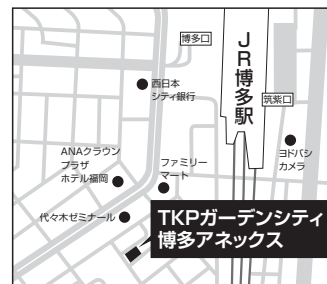 博多口
JR博多駅
筑紫口
西日本
シティ銀行
ヨドバシ
カメラ
ANAクラウン
プラザ
ホテル福岡
ファミリー
マート
代々木ゼミナール
TKPガーデンシティ
博多アネックス